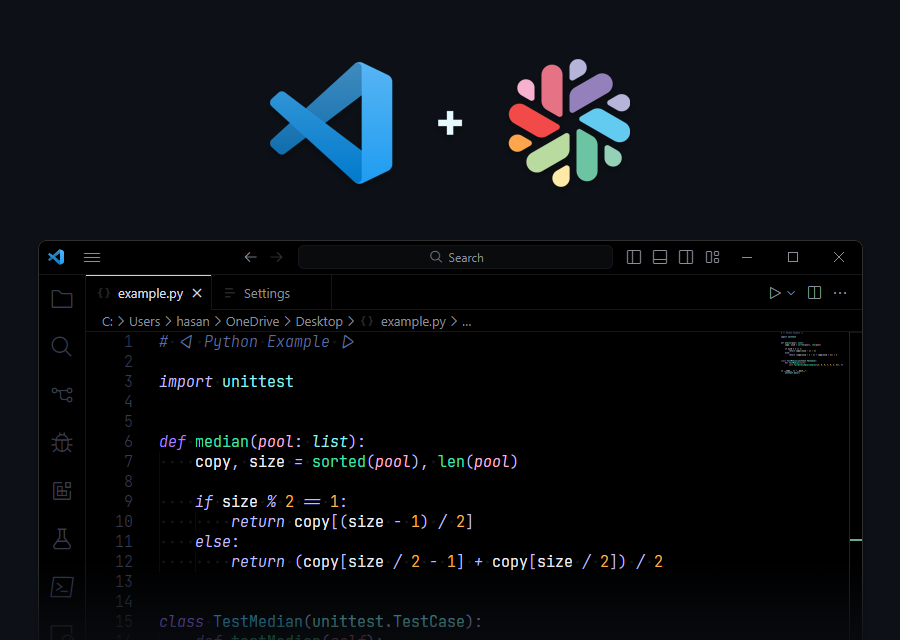 Search
example.py
Settings
C: > Users > hasan > OneDrive > Desktop > {} example.py > ...
1 # ◁ Python Example ▷
2
3 import unittest
4
5
6 def median(pool: list):
7 copy, size = sorted(pool), len(pool)
8
9 if size % 2 == 1:
10 return copy[(size - 1) / 2]
11 else:
12 return (copy[size / 2 - 1] + copy[size / 2]) / 2
13
14
15 class TestMedian(unittest.TestCase):
16 def testMedian(self):